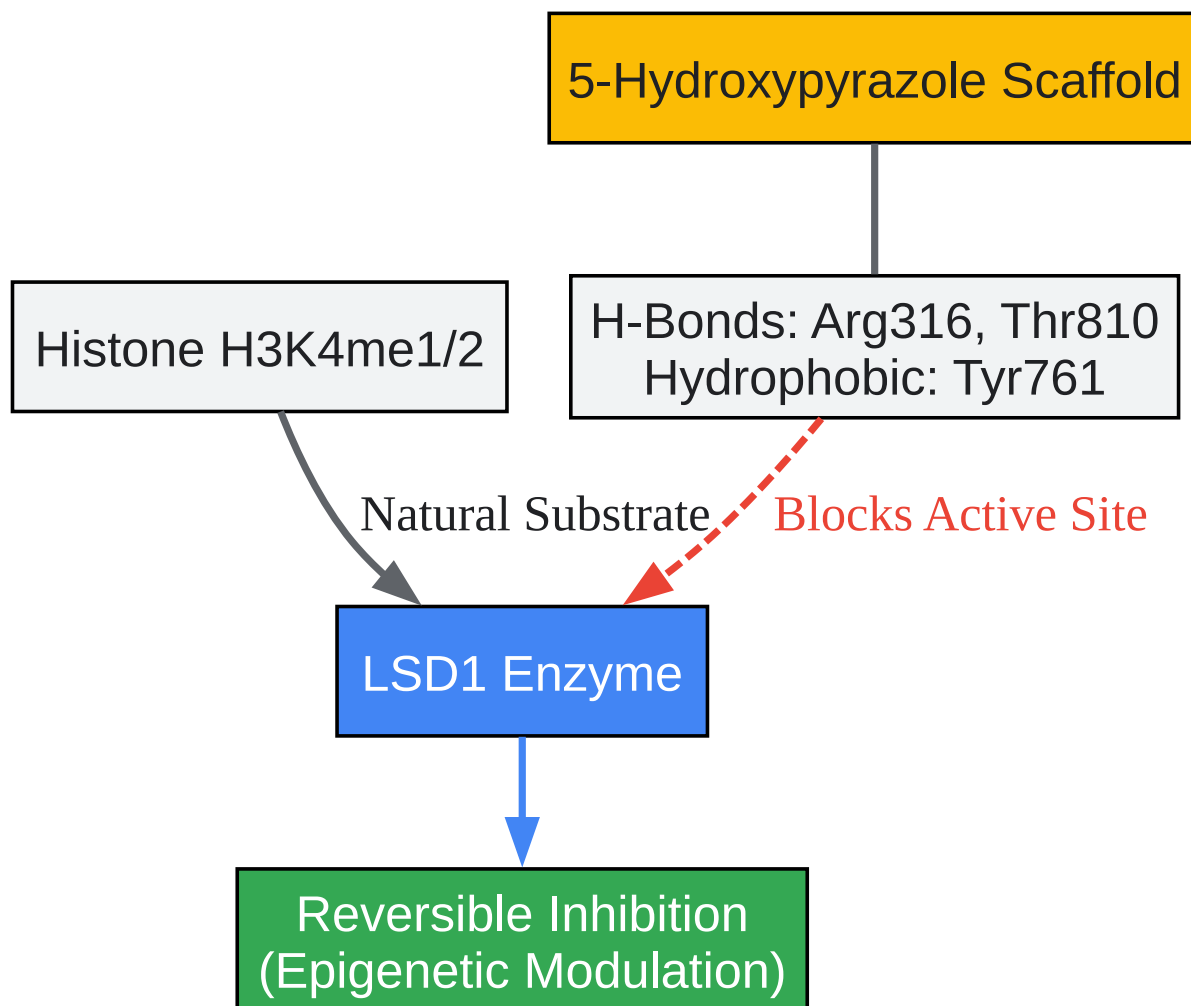 5-Hydroxypyrazole Scaffold
Histone H3K4me1/2
H-Bonds: Arg316, Thr810
Hydrophobic: Tyr761
Natural Substrate
Blocks Active Site
LSD1 Enzyme
Reversible Inhibition
(Epigenetic Modulation)